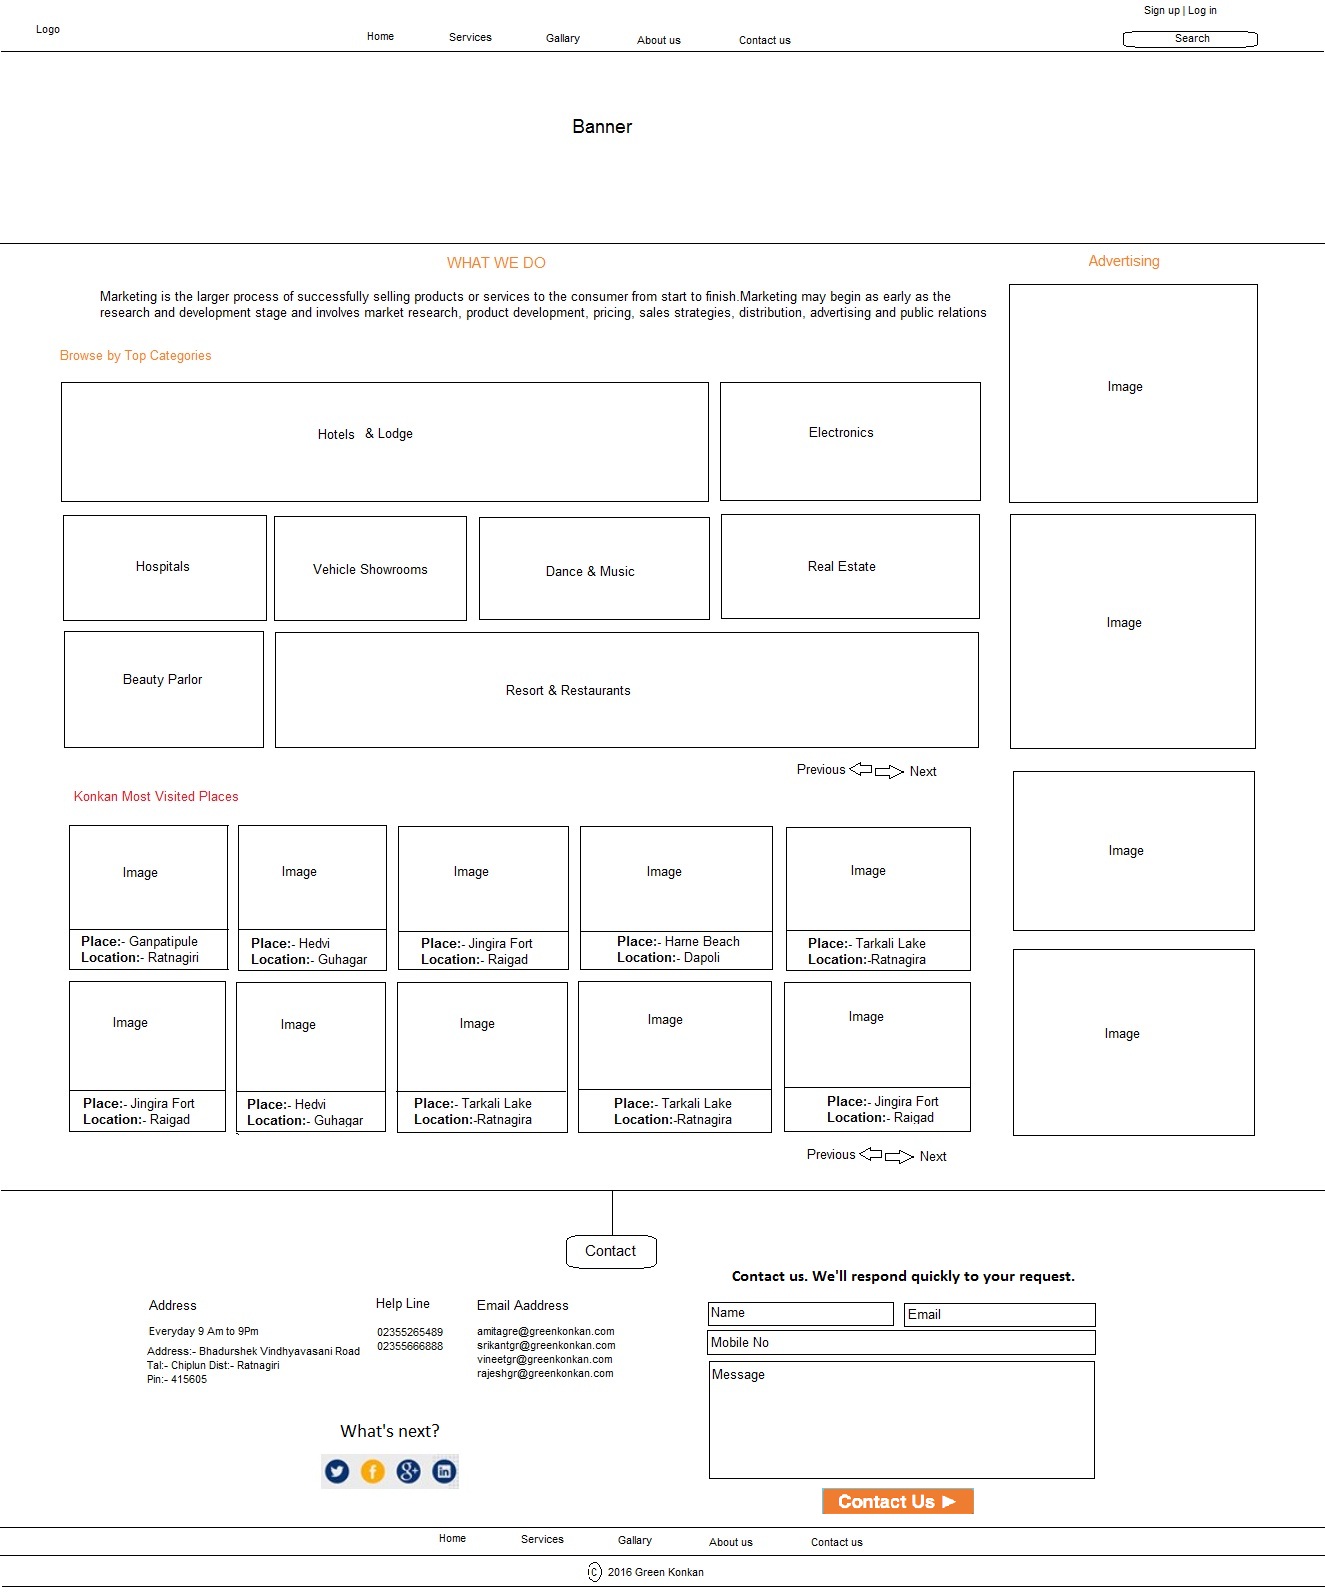 Sign up | Log in
Logo
Home
Services
Gallary
About us
Contact us
Search
Banner
WHAT WE DO
Marketing is the larger process of successfully selling products or services to the consumer from start to finish.Marketing may begin as early as the
research and development stage and involves market research, product development, pricing, sales strategies, distribution, advertising and public relations
Browse by Top Categories
Hotels & Lodge
Electronics
Hospitals
Vehicle Showrooms
Dance & Music
Real Estate
Beauty Parlor
Resort & Restaurants
Previous
Next
Advertising
Image
Image
Image
Image
Konkan Most Visited Places
Image
Place:- Ganpatipule
Location:- Ratnagiri
Image
Place:- Hedvi
Location:- Guhagar
Image
Place:- Jingira Fort
Location:- Raigad
Image
Place:- Harne Beach
Location:- Dapoli
Image
Place:- Tarkali Lake
Location:-Ratnagira
Image
Place:- Jingira Fort
Location:- Raigad
Image
Place:- Hedvi
Location:- Guhagar
Image
Place:- Tarkali Lake
Location:-Ratnagira
Image
Place:- Tarkali Lake
Location:-Ratnagira
Image
Place:- Jingira Fort
Location:- Raigad
Previous
Next
Contact
Address
Everyday 9 Am to 9Pm
Address:- Bhadurshek Vindhyavasani Road
Tal:- Chiplun Dist:- Ratnagiri
Pin:- 415605
Help Line
02355265489
02355666888
Email Aaddress
amitagre@greenkonkan.com
srikantgr@greenkonkan.com
vineetgr@greenkonkan.com
rajeshgr@greenkonkan.com
What's next?
Contact us. We'll respond quickly to your request.
Name
Email
Mobile No
Message
Contact Us ►
Home
Services
Gallary
About us
Contact us
© 2016 Green Konkan